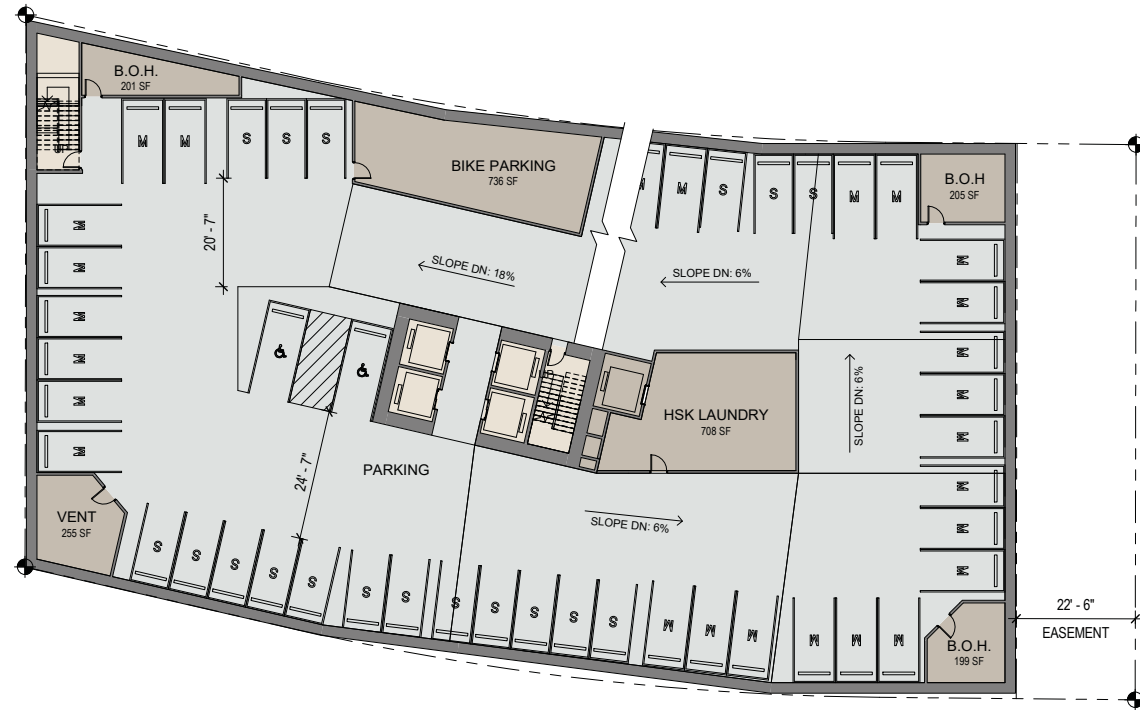 B.O.H.
201 SF
M
M
S
S
S
BIKE PARKING
736 SF
M
M
S
S
S
M
M
B.O.H
205 SF
20' - 7"
M
M
M
M
M
M
SLOPE DN: 18%
SLOPE DN: 6%
M
M
M
M
M
M
M
M
SLOPE DN: 6%
HSK LAUNDRY
708 SF
PARKING
24' - 7"
VENT
255 SF
SLOPE DN: 6%
S
S
S
S
S
S
S
S
S
S
S
S
M
M
M
M
M
M
B.O.H.
199 SF
22' - 6"
EASEMENT